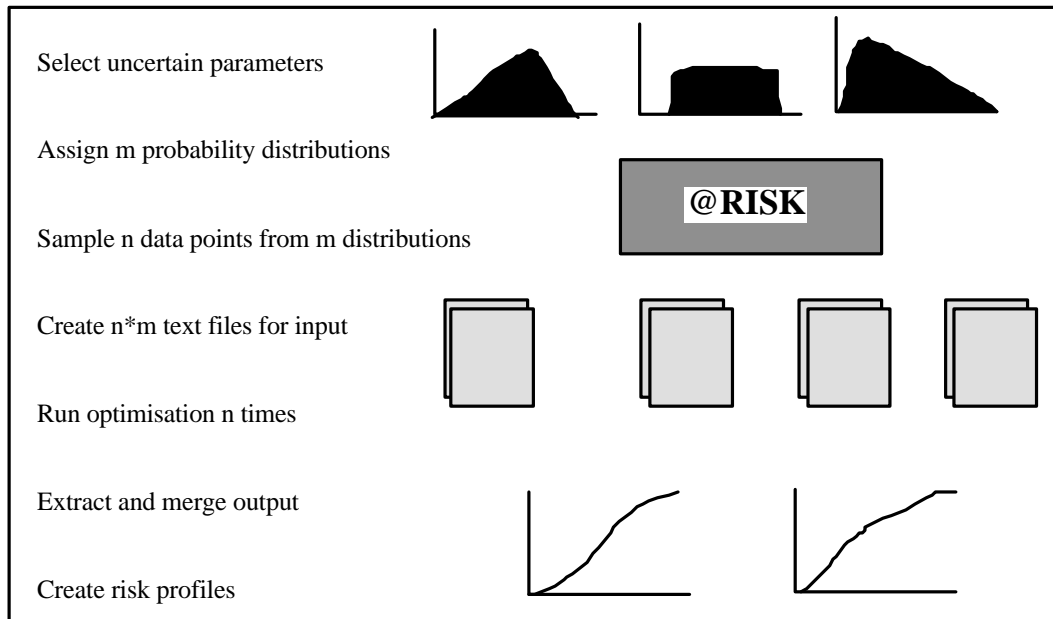 Select uncertain parameters
Assign m probability distributions
@RISK
Sample n data points from m distributions
Create n*m text files for input
Run optimisation n times
Extract and merge output
Create risk profiles